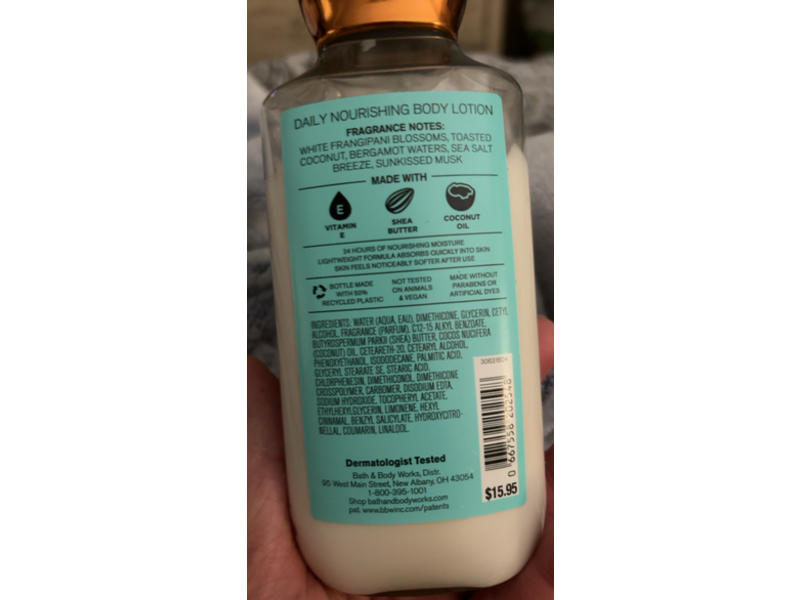 DAILY NOURISHING BODY LOTION
FRAGRANCE NOTES:
WHITE FRANGIPANI BLOSSOMS, TOASTED
COCONUT, BERGAMOT WATERS, SEA SALT
BREEZE, SUNKISSED MUSK
MADE WITH
E
VITAMIN
E
SHEA
BUTTER
COCONUT
OIL
24 HOURS OF NOURISHING MOISTURE
LIGHTWEIGHT FORMULA ABSORBS QUICKLY INTO SKIN
SKIN FEELS NOTICEABLY SOFTER AFTER USE
BOTTLE MADE
WITH 50%
RECYCLED PLASTIC
NOT TESTED
ON ANIMALS
& VEGAN
MADE WITHOUT
PARABENS OR
ARTIFICIAL DYES
INGREDIENTS: WATER (AQUA, EAU), DIMETHICONE, GLYCERIN, CETYL
ALCOHOL, FRAGRANCE (PARFUM), C12-15 ALKYL BENZOATE,
BUTYROSPERMUM PARKII (SHEA) BUTTER, COCOS NUCIFERA
(COCONUT) OIL, CETEARETH-20, CETEARYL ALCOHOL,
PHENOXYETHANOL, ISODODECANE, PALMITIC ACID,
GLYCERYL STEARATE SE, STEARIC ACID,
CHLORPHENESIN, DIMETHICONOL, DIMETHICONE
CROSSPOLYMER, CARBOMER, DISODIUM EDTA,
SODIUM HYDROXIDE, TOCOPHERYL ACETATE,
ETHYLHEXYLGLYCERIN, LIMONENE, HEXYL
CINNAMAL, BENZYL SALICYLATE, HYDROXYCITRO-
NELLAL, COUMARIN, LINALOOL.
0 667558 202548
$15.95
Dermatologist Tested
Bath & Body Works, Distr.
95 West Main Street, New Albany, OH 43054
1-800-395-1001
Shop bathandbodyworks.com
pat. www.bbwinc.com/patents